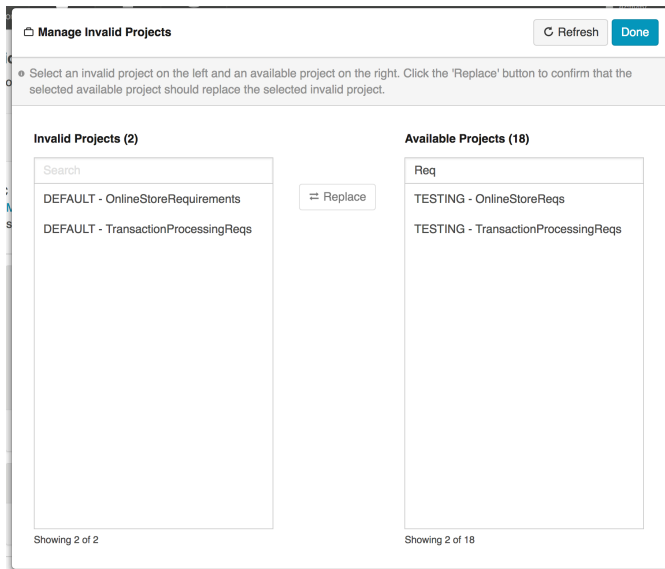 Manage Invalid Projects
Refresh
Done
Select an invalid project on the left and an available project on the right. Click the 'Replace' button to confirm that the
selected available project should replace the selected invalid project.
Invalid Projects (2)
Available Projects (18)
Search
Req
DEFAULT - OnlineStoreRequirements
Replace
TESTING - OnlineStoreReqs
DEFAULT - TransactionProcessingReqs
TESTING - TransactionProcessingReqs
Showing 2 of 2
Showing 2 of 18